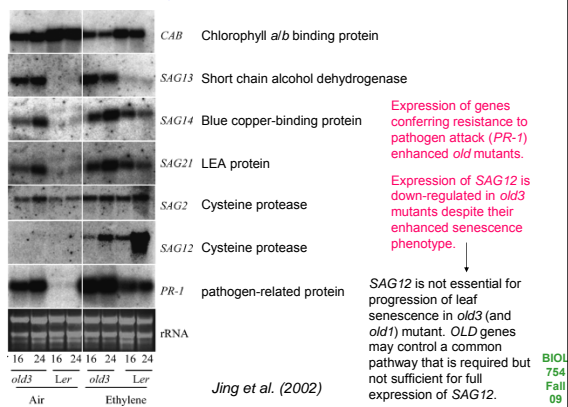 CAB Chlorophyll a/b binding protein
SAG13 Short chain alcohol dehydrogenase
SAG14 Blue copper-binding protein
SAG21 LEA protein
SAG2 Cysteine protease
SAG12 Cysteine protease
PR-1 pathogen-related protein
rRNA
16 24 16 24 16 24 16 24
old3 Ler old3 Ler
Air Ethylene
Jing et al. (2002)
Expression of genes
conferring resistance to
pathogen attack (PR-1)
enhanced old mutants.
Expression of SAG12 is
down-regulated in old3
mutants despite their
enhanced senescence
phenotype.
SAG12 is not essential for
progression of leaf
senescence in old3 (and
old1) mutant. OLD genes
may control a common
pathway that is required but
not sufficient for full
expression of SAG12.
BIOL
754
Fall
09